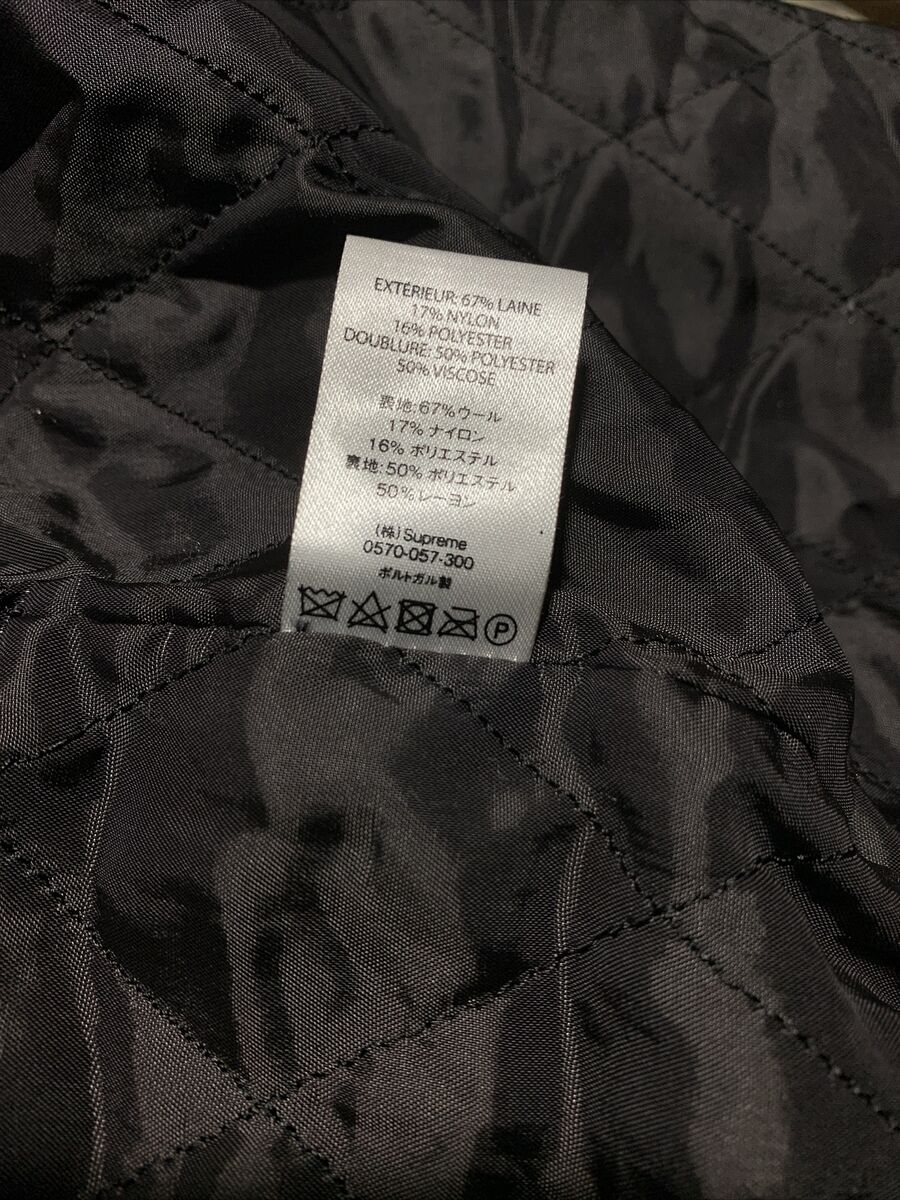 EXTÉRIEUR: 67% LAINE
17% NYLON
16% POLYESTER
DOUBLURE: 50% POLYESTER
50% VISCOSE
表地: 67% ウール
17% ナイロン
16% ポリエステル
裏地: 50% ポリエステル
50% レーヨン
(株) Supreme
0570-057-300
ポルトガル製
P